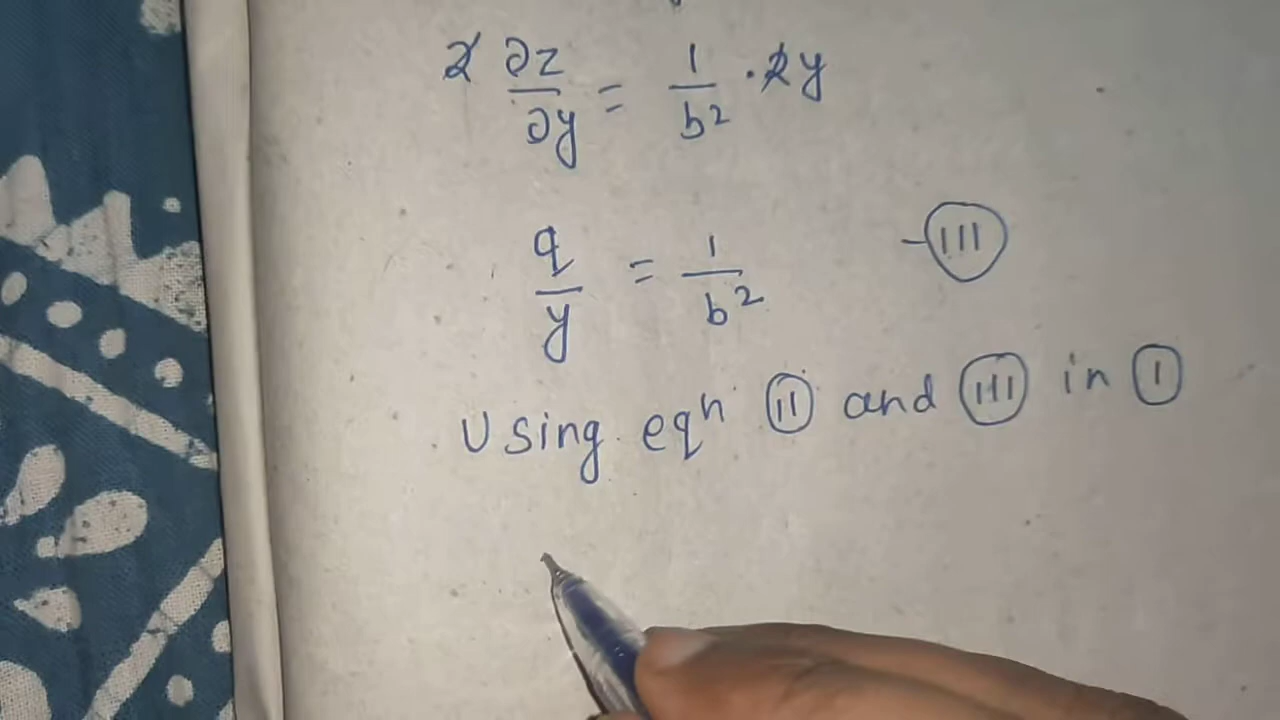 2 ∂z/∂y = 1/b² · 2y
q/y = 1/b² - III
Using eqⁿ II and III in I